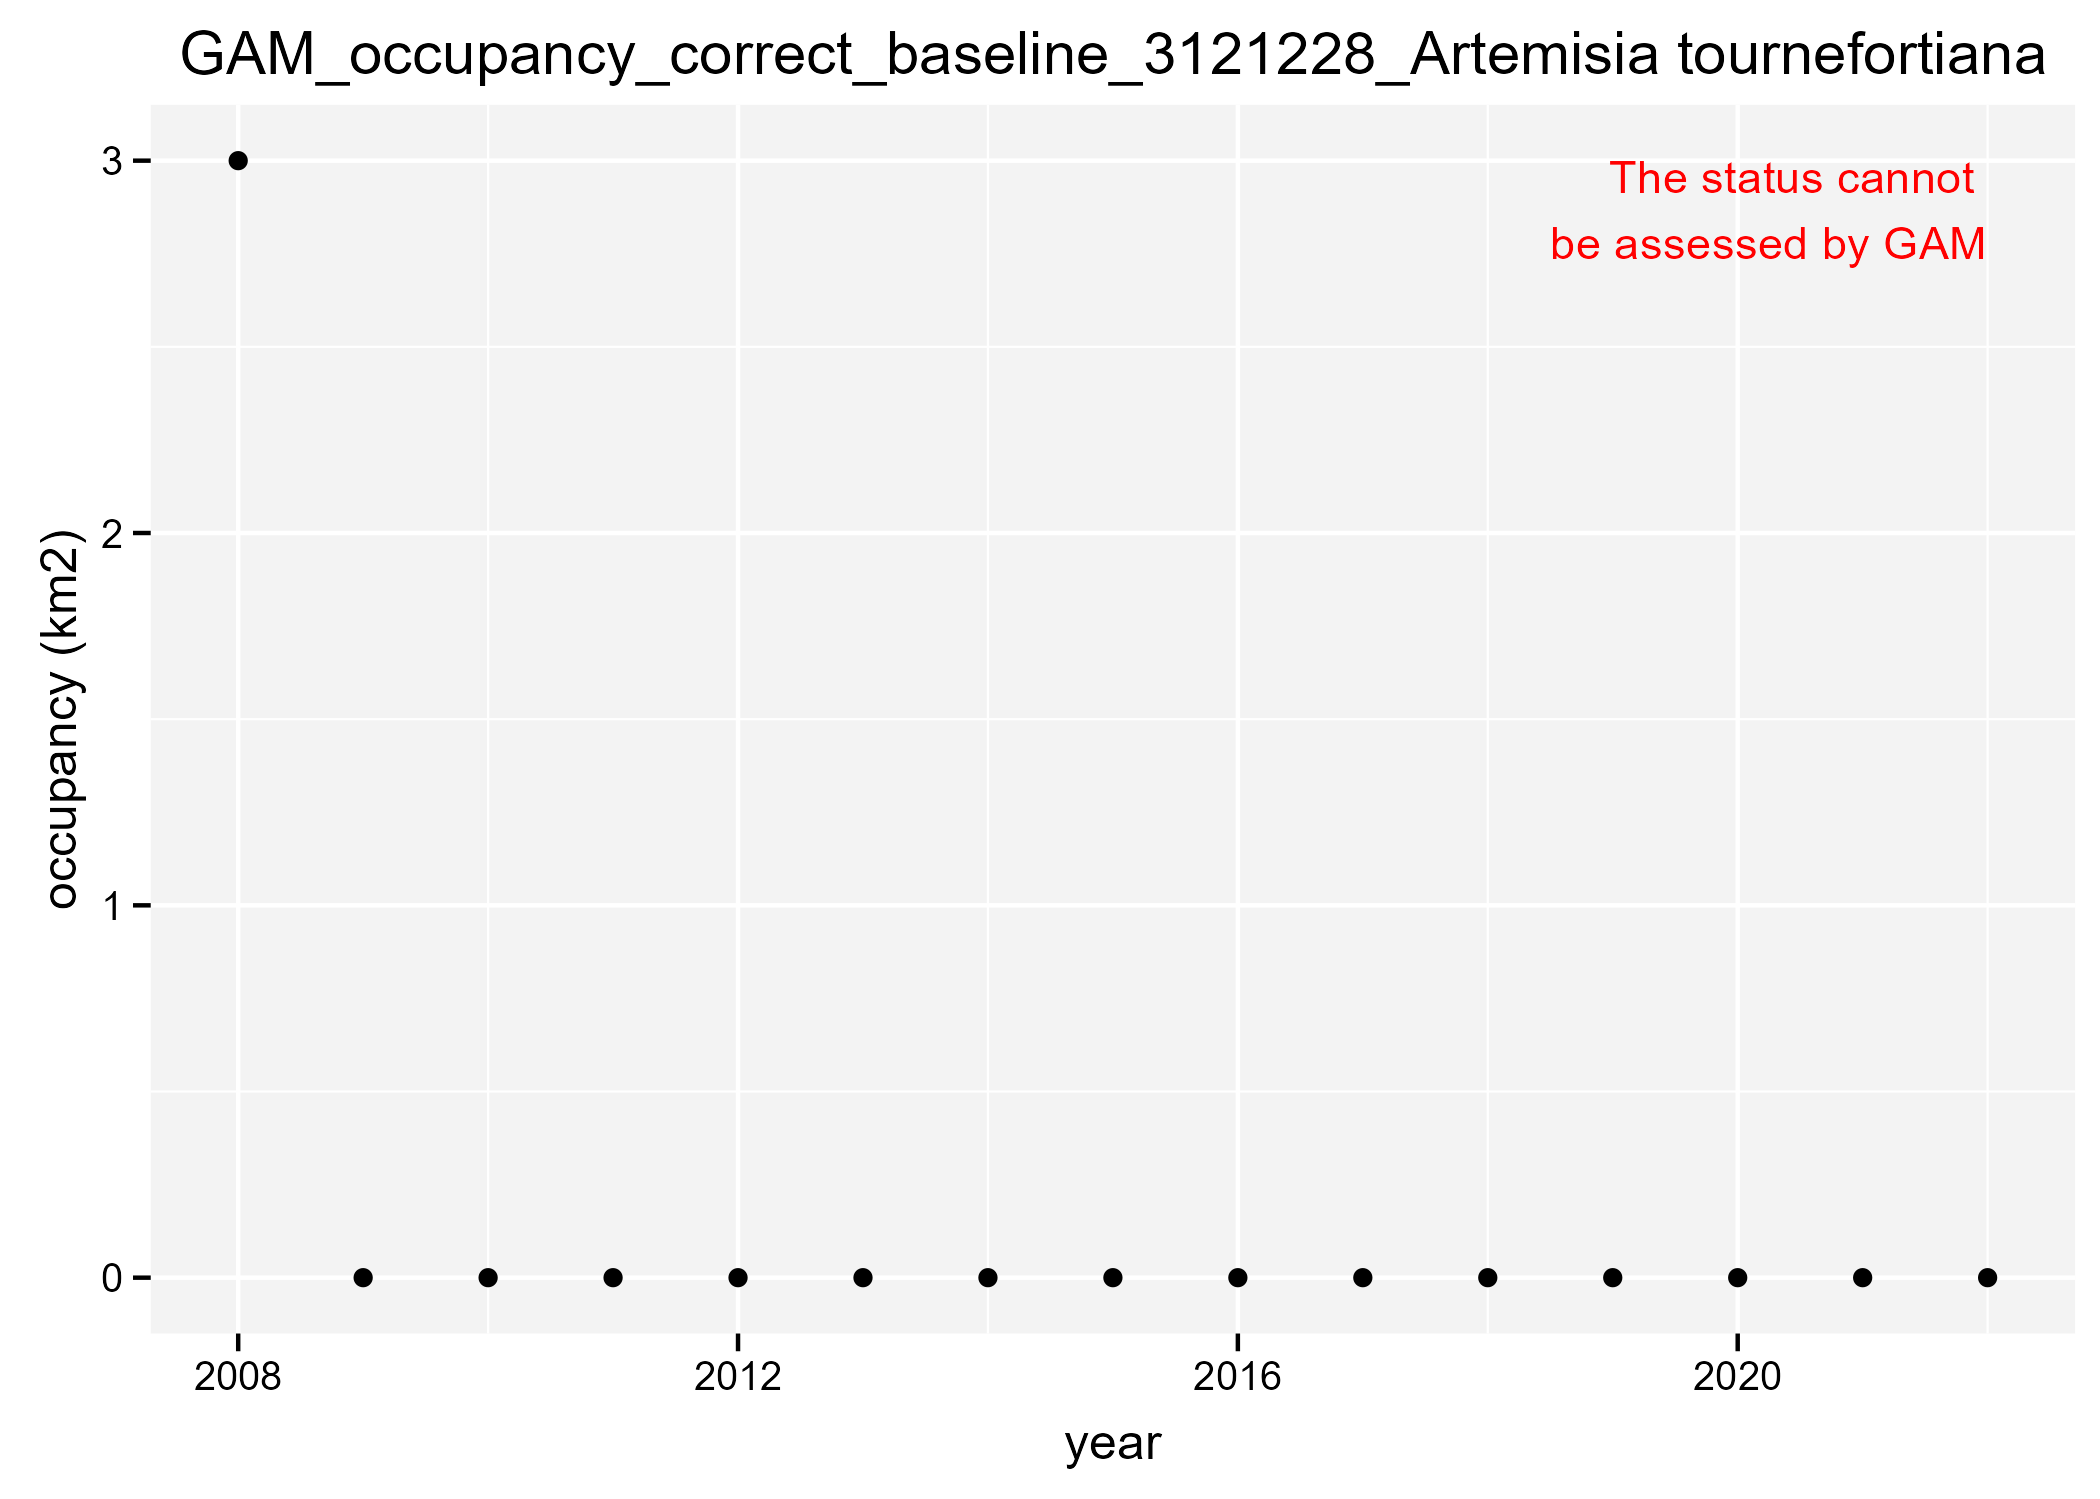 GAM_occupancy_correct_baseline_3121228_Artemisia tournefortiana
The status cannot
be assessed by GAM
occupancy (km2)
3
2
1
0
2008 2012 2016 2020
year